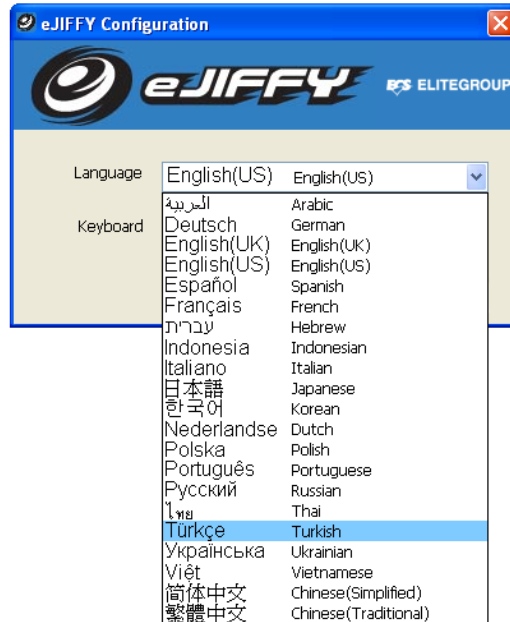 eJIFFY Configuration
eJIFFY ECS ELITEGROUP
Language English(US) English(US)
Keyboard
العربية Arabic
Deutsch German
English(UK) English(UK)
English(US) English(US)
Español Spanish
Français French
עברית Hebrew
Indonesia Indonesian
Italiano Italian
日本語 Japanese
한국어 Korean
Nederlandse Dutch
Polska Polish
Português Portuguese
Русский Russian
ไทย Thai
Türkçe Turkish
Українська Ukrainian
Việt Vietnamese
简体中文 Chinese(Simplified)
繁體中文 Chinese(Traditional)